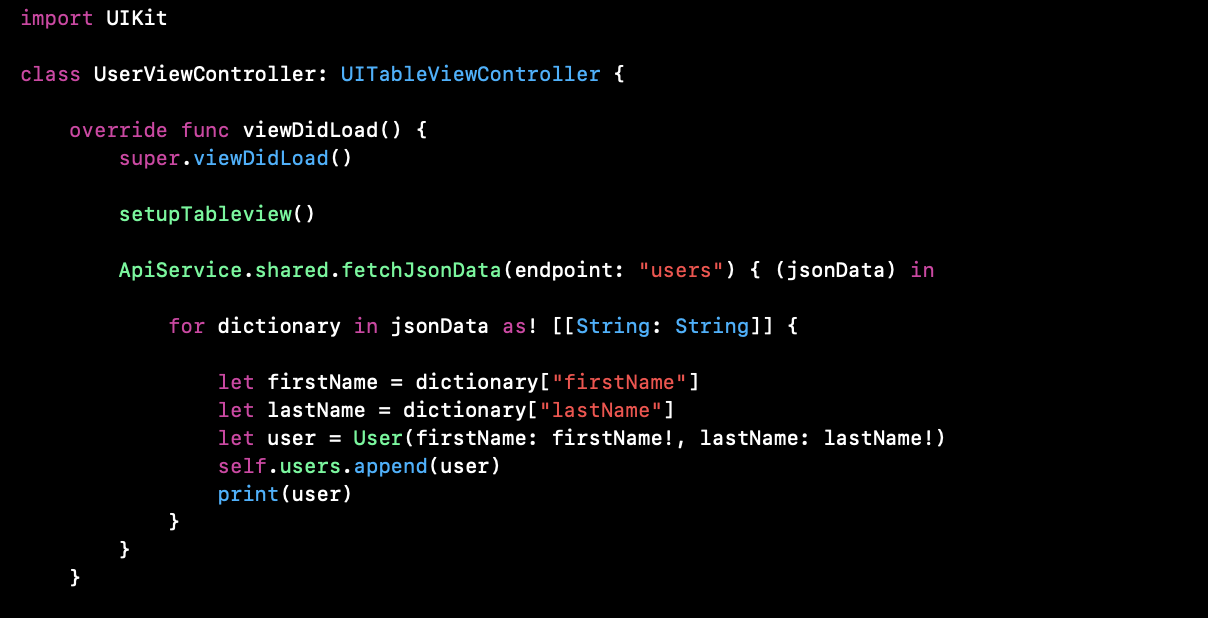 import UIKit
class UserViewController: UITableViewController {
override func viewDidLoad() {
super.viewDidLoad()
setupTableview()
ApiService.shared.fetchJsonData(endpoint: "users") { (jsonData) in
for dictionary in jsonData as! [[String: String]] {
let firstName = dictionary["firstName"]
let lastName = dictionary["lastName"]
let user = User(firstName: firstName!, lastName: lastName!)
self.users.append(user)
print(user)
}
}
}